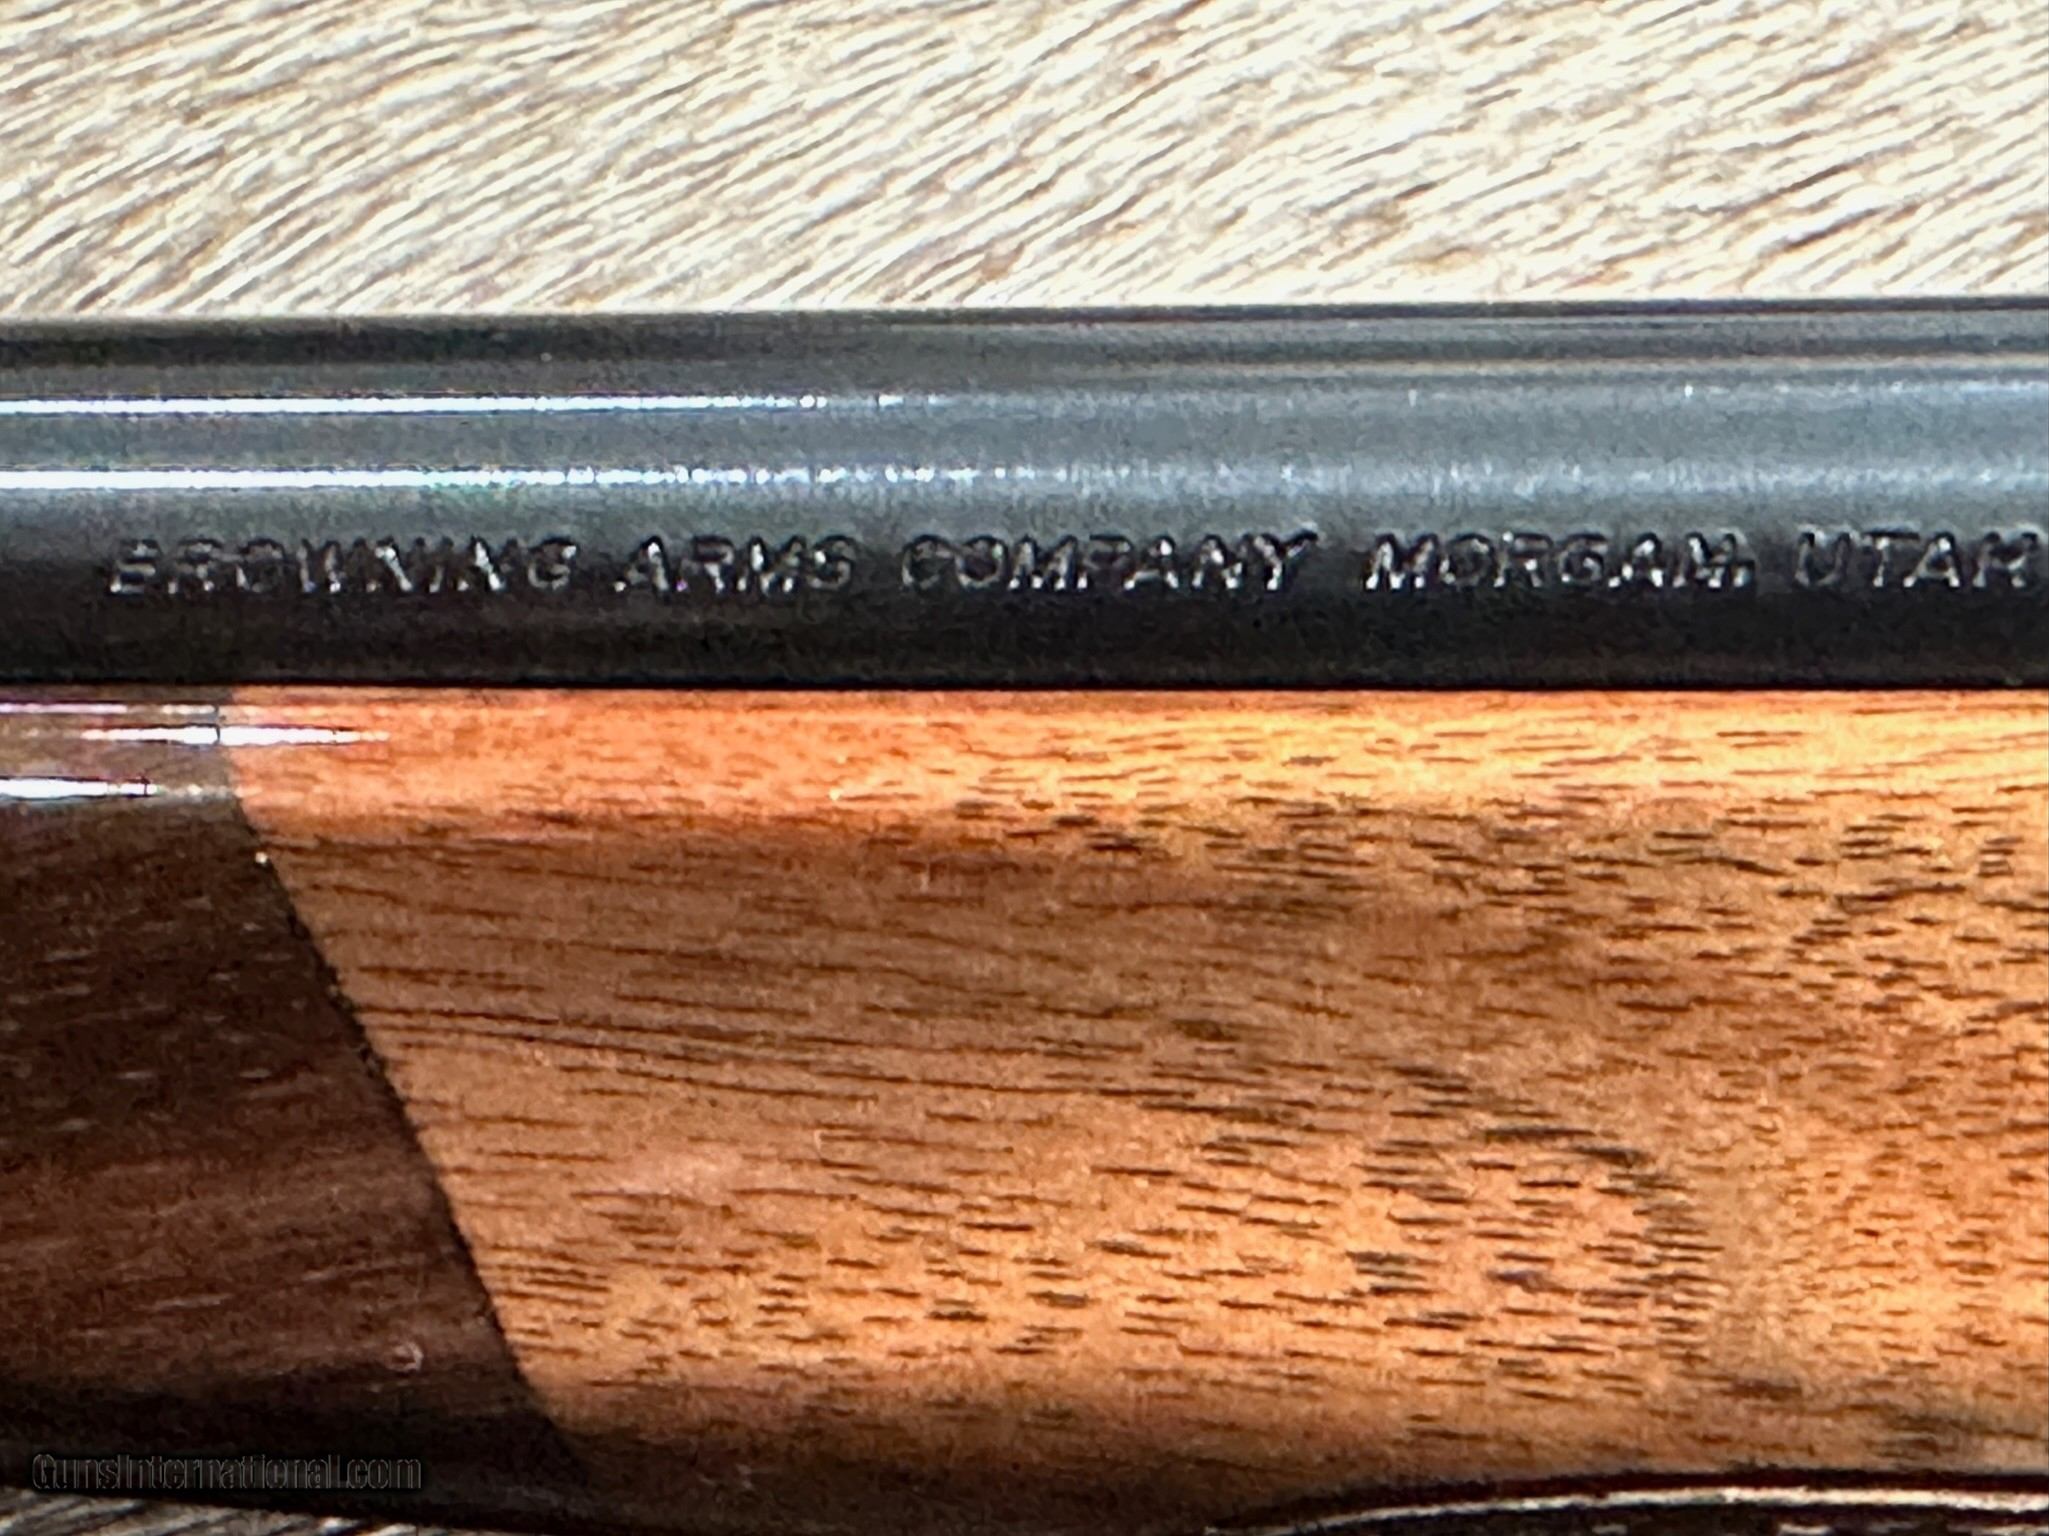 BROWNING ARMS COMPANY MORGAN, UTAH
GunsInternational.com